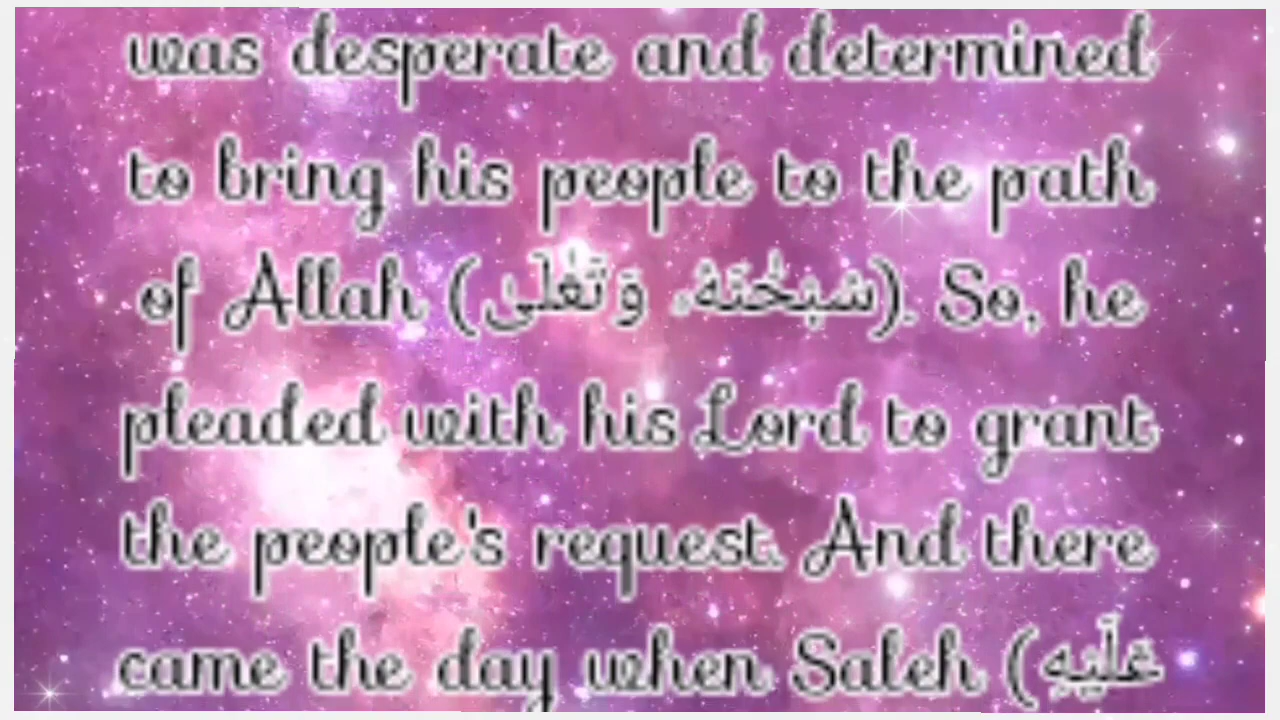 was desperate and determined
to bring his people to the path
of Allah (سُبْحٰنَهُۥ وَتَعٰلَىٰ). So, he
pleaded with his Lord to grant
the people's request. And there
came the day when Saleh (عَلَيْهِ